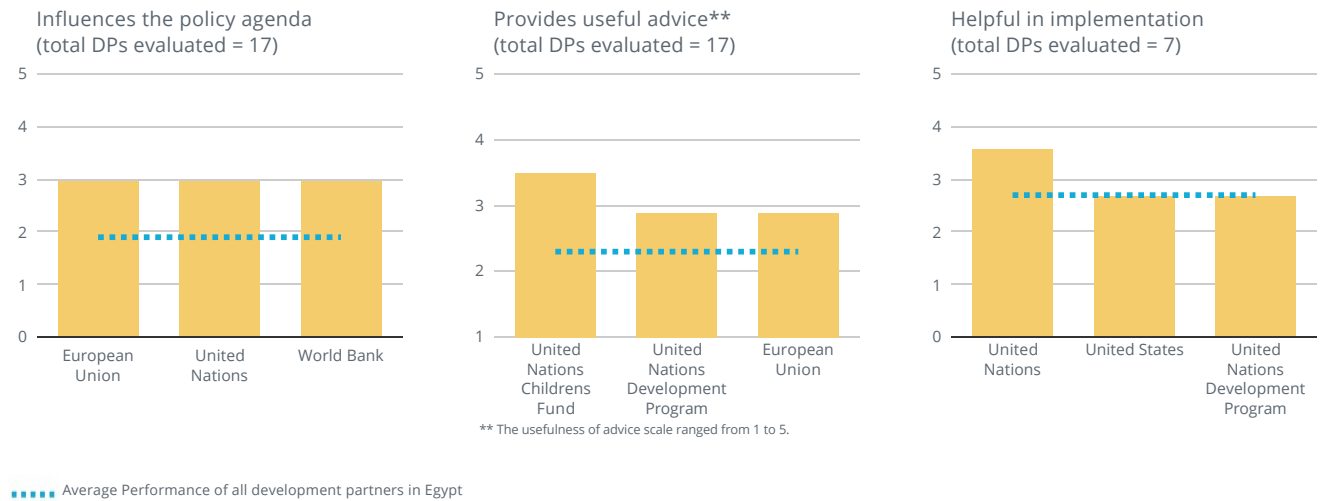 Influences the policy agenda
(total DPs evaluated = 17)
5
4
3
2
1
0
European
Union
United
Nations
World Bank
Provides useful advice**
(total DPs evaluated = 17)
5
4
3
2
1
United
Nations
Childrens
Fund
United
Nations
Development
Program
European
Union
** The usefulness of advice scale ranged from 1 to 5.
Helpful in implementation
(total DPs evaluated = 7)
5
4
3
2
1
0
United
Nations
United States
United
Nations
Development
Program
Average Performance of all development partners in Egypt